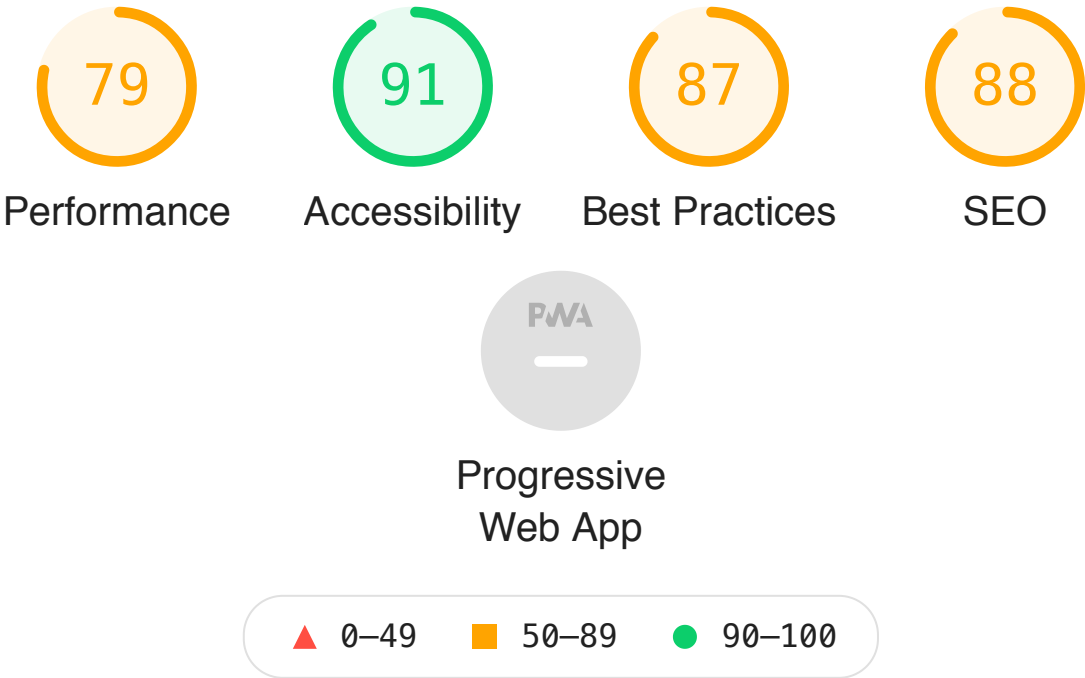 79
91
87
88
Performance
Accessibility
Best Practices
SEO
PWA
Progressive
Web App
0–49
50–89
90–100